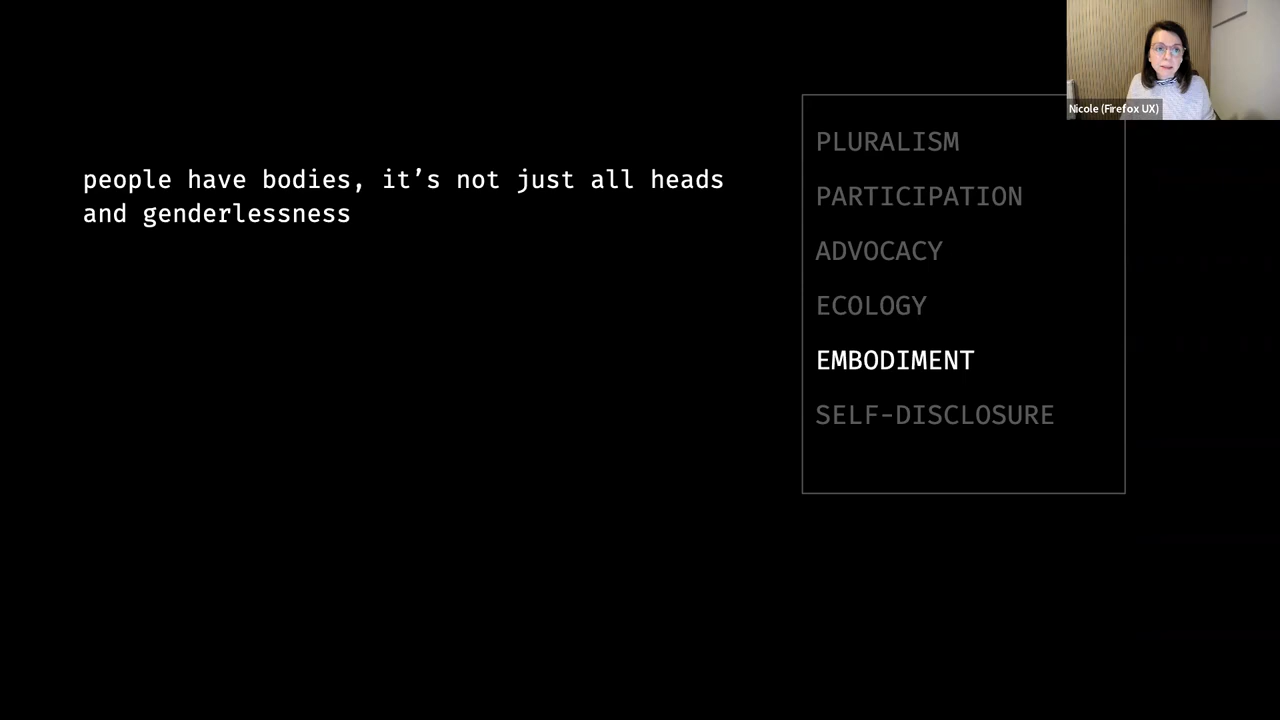 people have bodies, it’s not just all heads
and genderlessness
PLURALISM
PARTICIPATION
ADVOCACY
ECOLOGY
EMBODIMENT
SELF-DISCLOSURE
Nicole (Firefox UX)